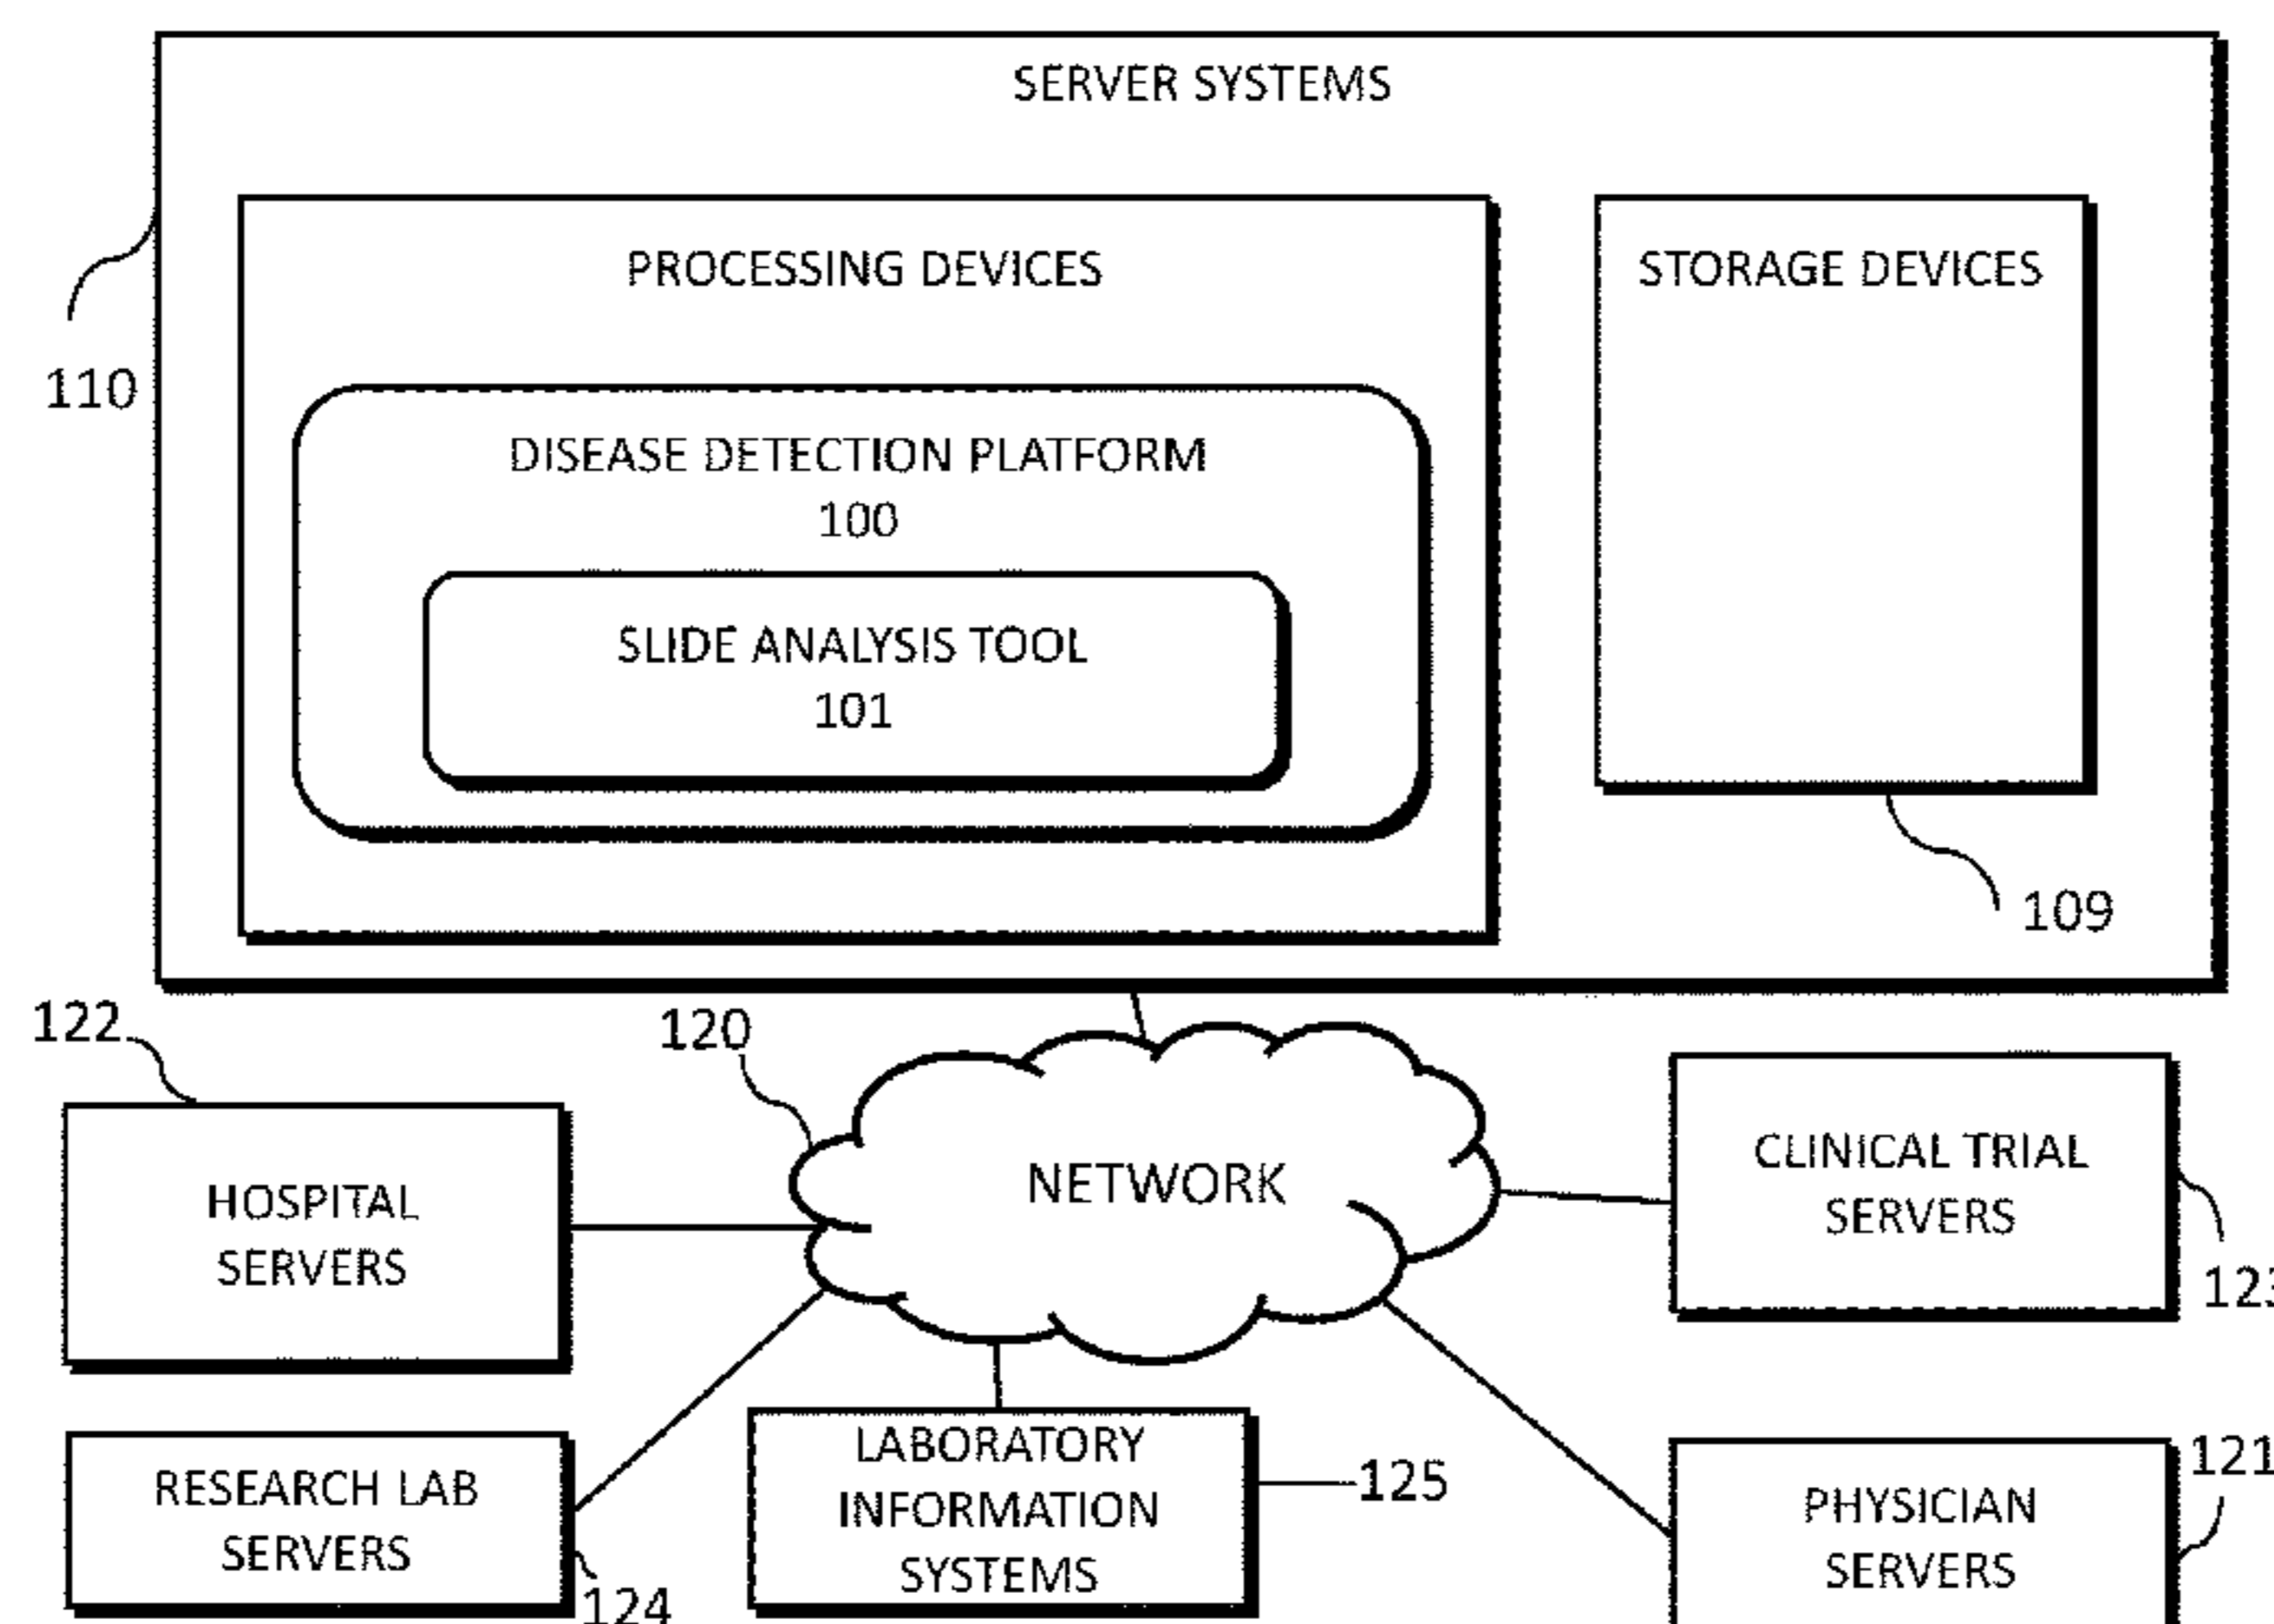 SERVER SYSTEMS
PROCESSING DEVICES
STORAGE DEVICES
110
DISEASE DETECTION PLATFORM
100
SLIDE ANALYSIS TOOL
101
109
122
120
HOSPITAL
SERVERS
NETWORK
CLINICAL TRIAL
SERVERS
123
RESEARCH LAB
SERVERS
124
LABORATORY
INFORMATION
SYSTEMS
125
PHYSICIAN
SERVERS
121